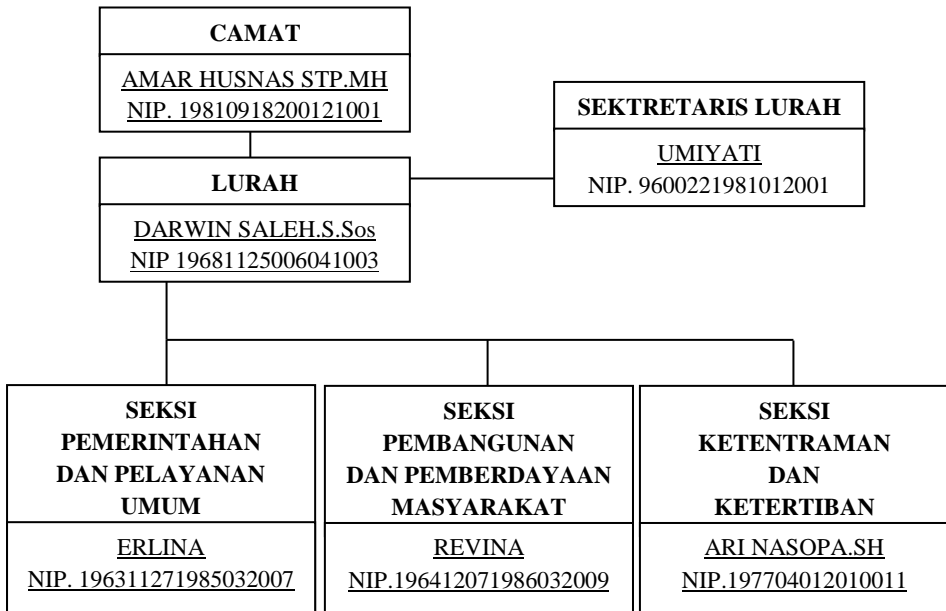 CAMAT
AMAR HUSNAS STP.MH
NIP. 19810918200121001
SEKTRETARIS LURAH
UMIYATI
NIP. 9600221981012001
LURAH
DARWIN SALEH.S.Sos
NIP 19681125006041003
SEKSI
PEMERINTAHAN
DAN PELAYANAN
UMUM
ERLINA
NIP. 196311271985032007
SEKSI
PEMBANGUNAN
DAN PEMBERDAYAAN
MASYARAKAT
REVINA
NIP.196412071986032009
SEKSI
KETENTRAMAN
DAN
KETERTIBAN
ARI NASOPA.SH
NIP.197704012010011